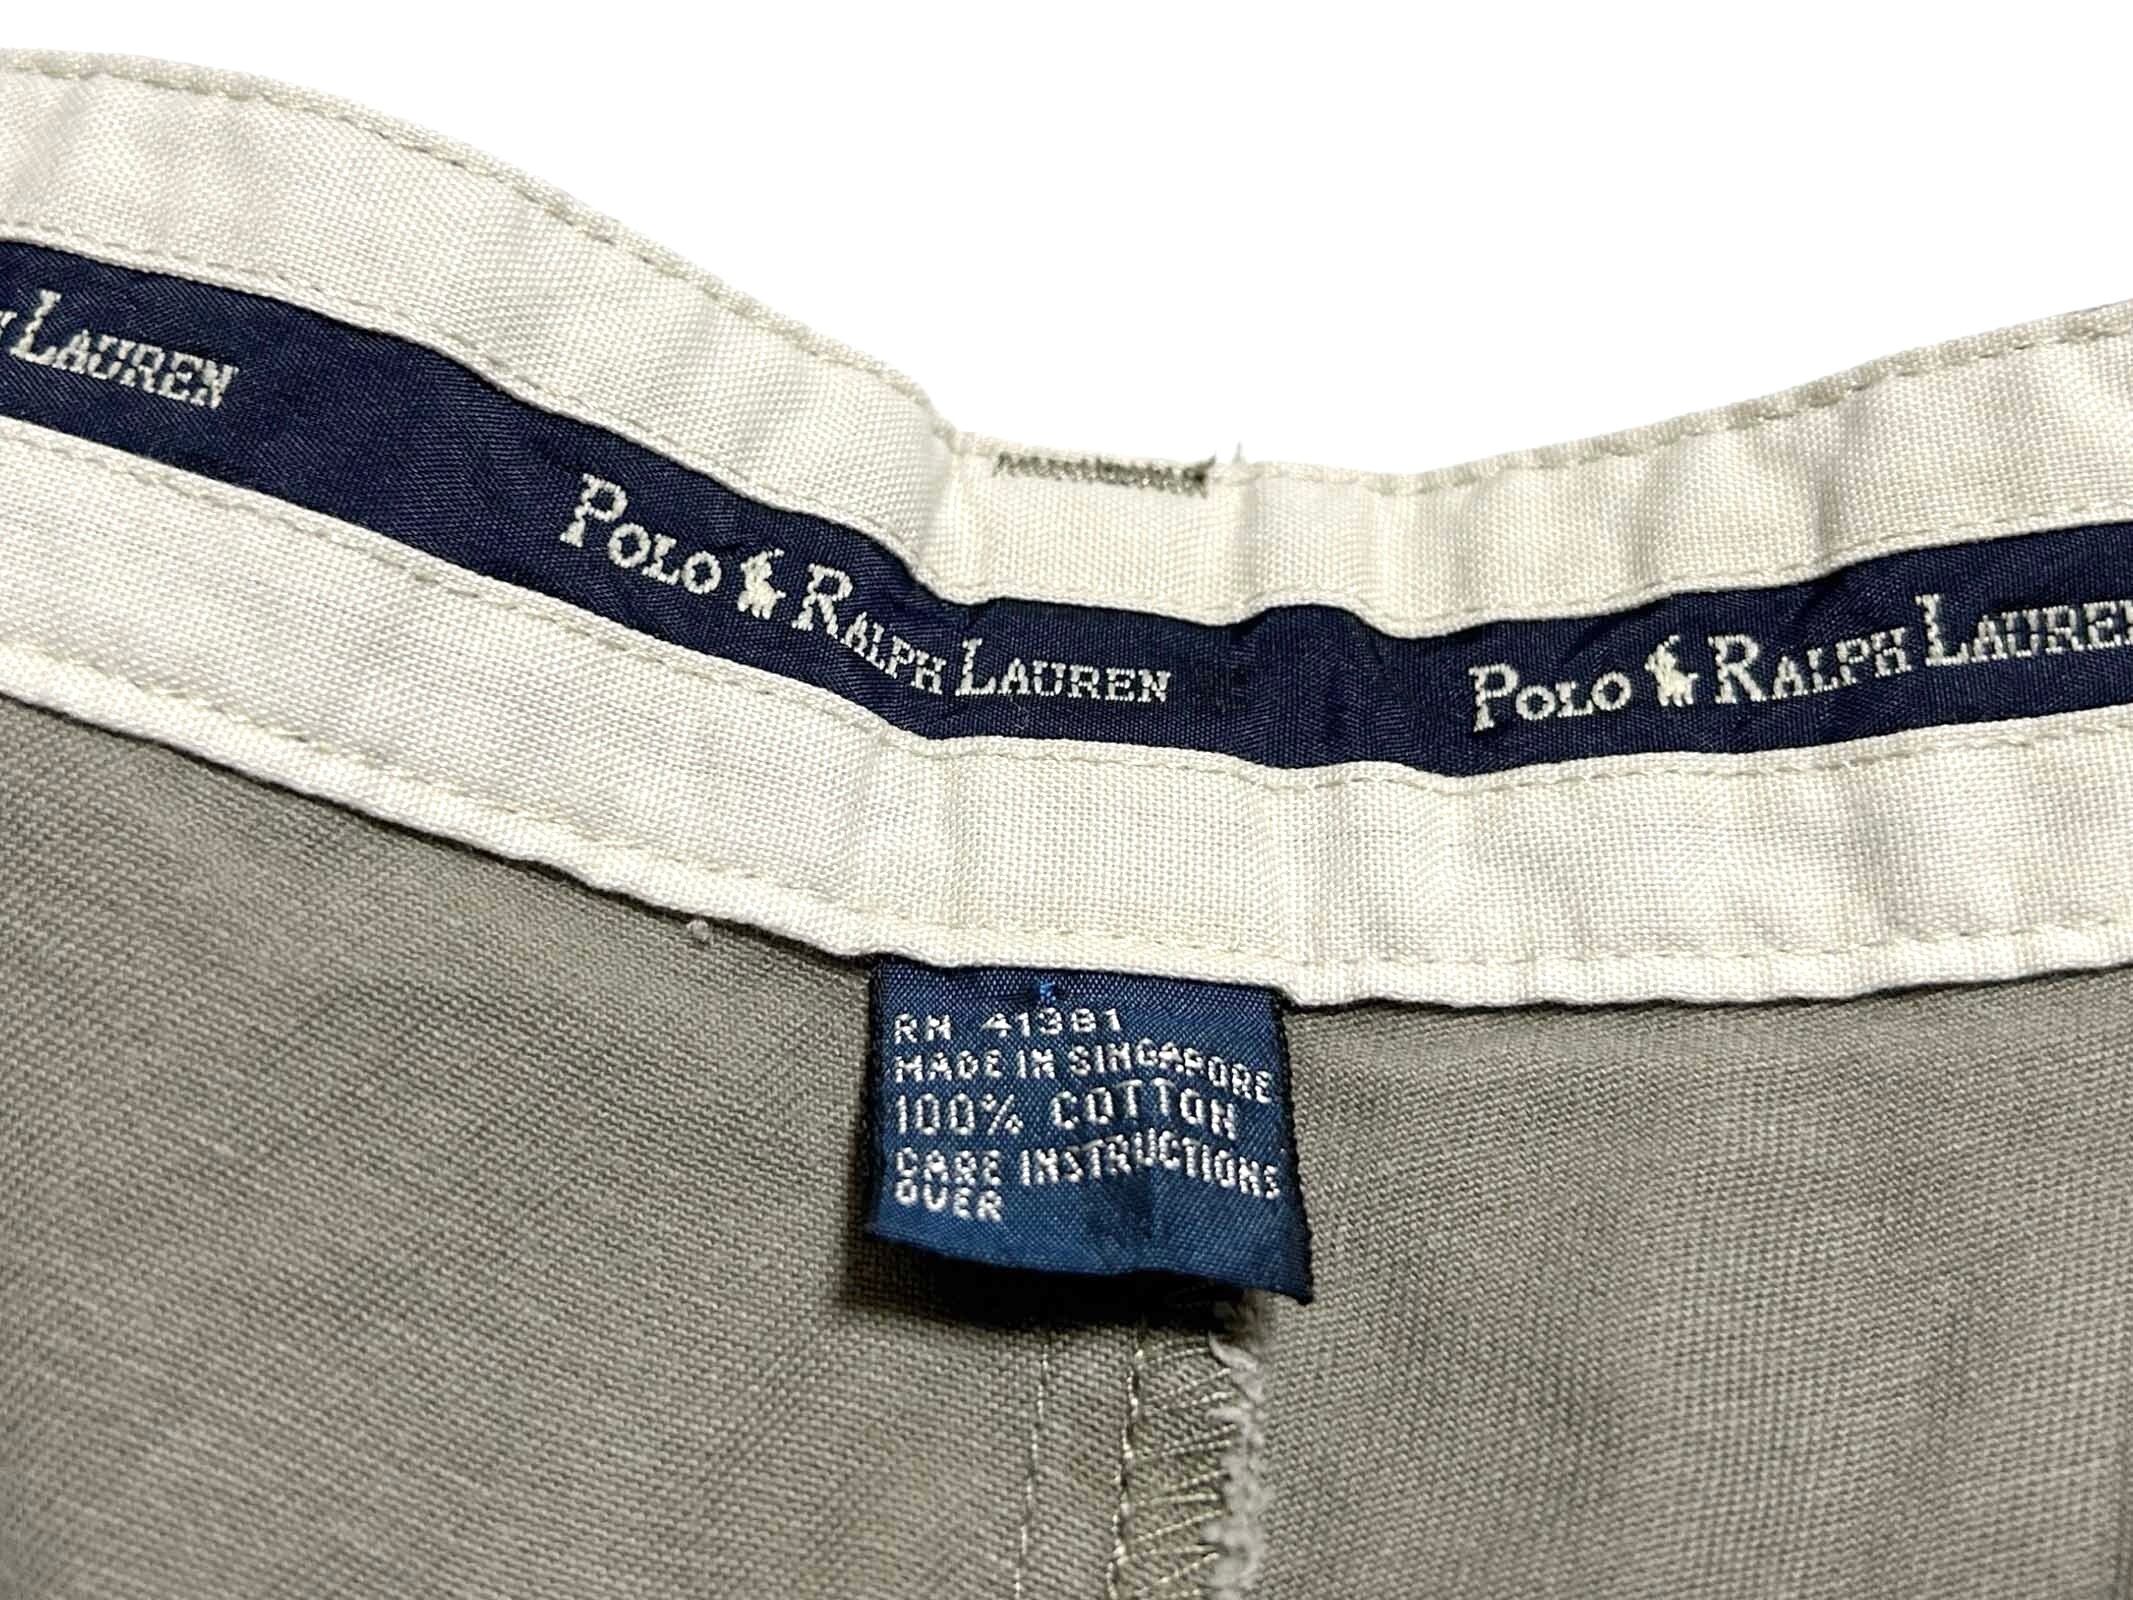 LAUREN
POLO RALPH LAUREN
POLO RALPH LAUREN
RN 41381
MADE IN SINGAPORE
100% COTTON
CARE INSTRUCTIONS
OVER